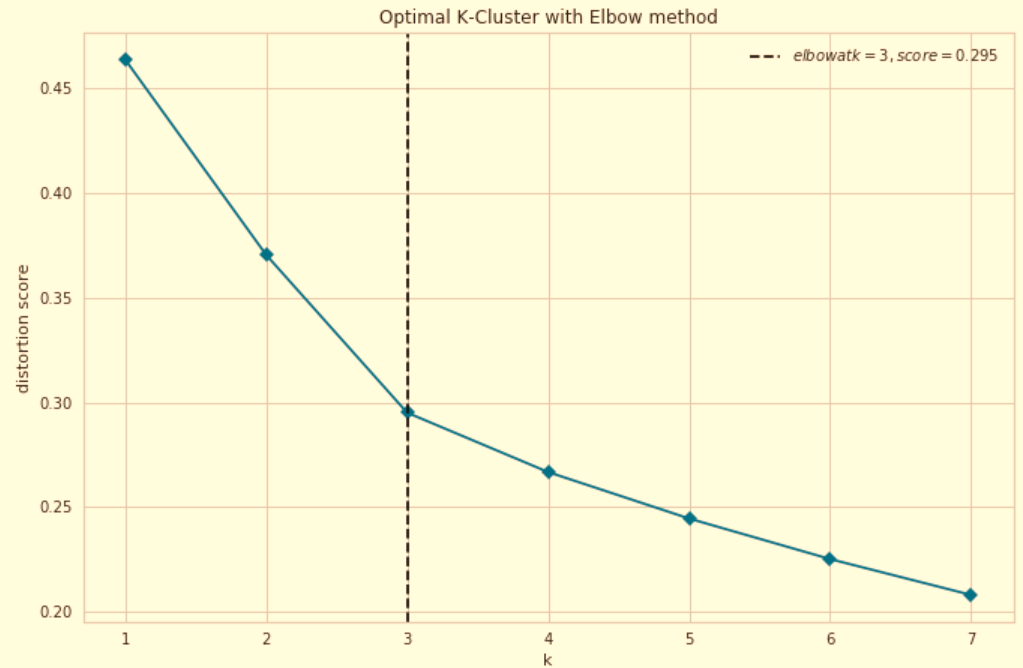 Optimal K-Cluster with Elbow method
elbowatk = 3, score = 0.295
distortion score
0.45
0.40
0.35
0.30
0.25
0.20
1 2 3 4 5 6 7
k